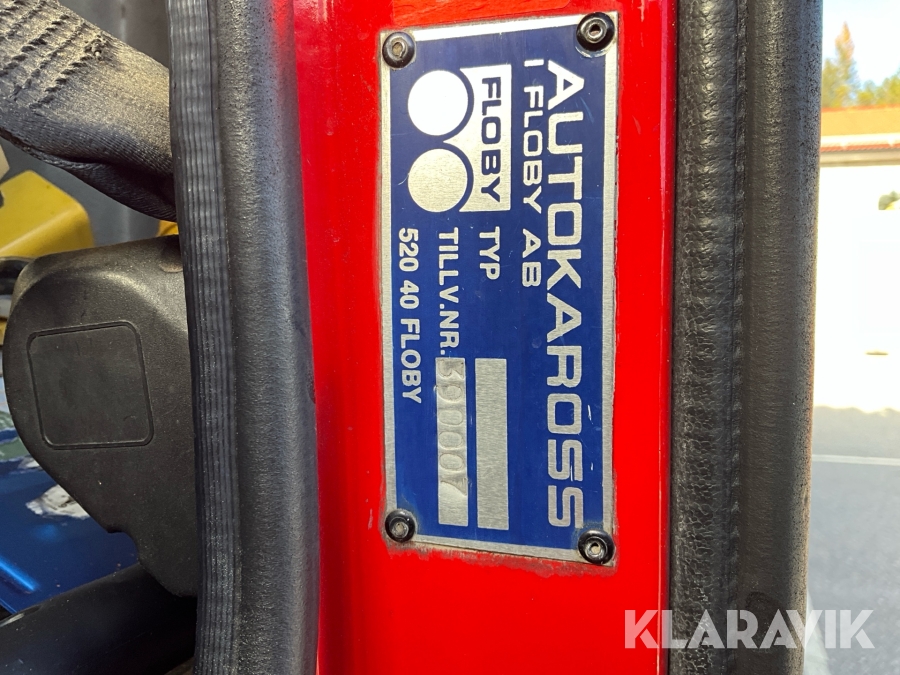 AUTOKAROSS
I FLOBY AB
FLOBY
TYP
TILLV.NR.
520 40 FLOBY
KLARAVIK